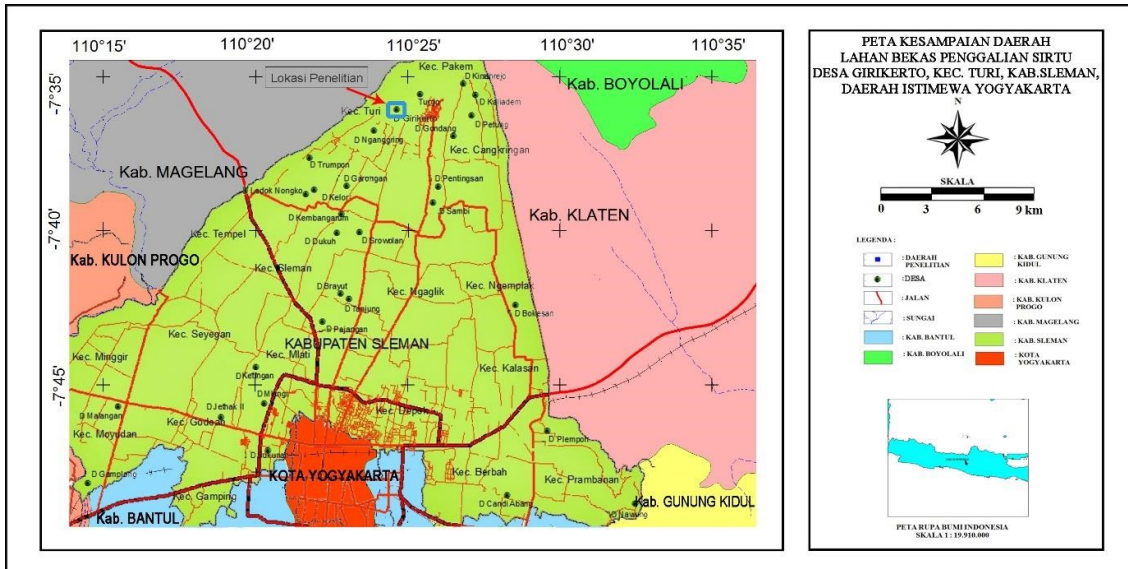 110°15' 110°20' 110°25' 110°30' 110°35'
-7°35'
-7°40'
-7°45'
Lokasi Penelitian
Kec. Pakem
D Kinahrejo
Kab. BOYOLALI
Turgo
D Kaliadem
Kec. Turi
D Girikerto
D Petung
D Gondang
D Nganggring
Kec. Cangkringan
D Trumpon
Kab. MAGELANG
D Garongan
D Pentingsan
D Ledok Nongko
D Kelor
D Sambi
Kab. KLATEN
D Kembangarum
Kec. Tempel
D Dukuh
D Growolan
Kab. KULON PROGO
Kec. Sleman
Kec. Ngemplak
D Brayut
Kec. Ngaglik
D Tanjung
D Bokesan
D Pajangan
Kec. Seyegan
KABUPATEN SLEMAN
Kec. Minggir
Kec. Mlati
D Ketingan
Kec. Kalasan
D Mlangi
D Jethak II
Kec. Depok
D Malangan
Kec. Godean
Kec. Moyudan
D Plempoh
D Gamplong
KOTA YOGYAKARTA
Kec. Berbah
Kec. Prambanan
Kec. Gamping
D Candi Abang
Kab. GUNUNG KIDUL
Kab. BANTUL
D Nawung
PETA KESAMPAIAN DAERAH
LAHAN BEKAS PENGGALIAN SIRTU
DESA GIRIKERTO, KEC. TURI, KAB.SLEMAN,
DAERAH ISTIMEWA YOGYAKARTA
N
SKALA
0 3 6 9 km
LEGENDA :
: DAERAH
PENELITIAN
: DESA
: JALAN
: SUNGAI
: KAB. BANTUL
: KAB. BOYOLALI
: KAB. GUNUNG
KIDUL
: KAB. KLATEN
: KAB. KULON
PROGO
: KAB. MAGELANG
: KAB. SLEMAN
: KOTA
YOGYAKARTA
PETA RUPA BUMI INDONESIA
SKALA 1 : 19.910.000